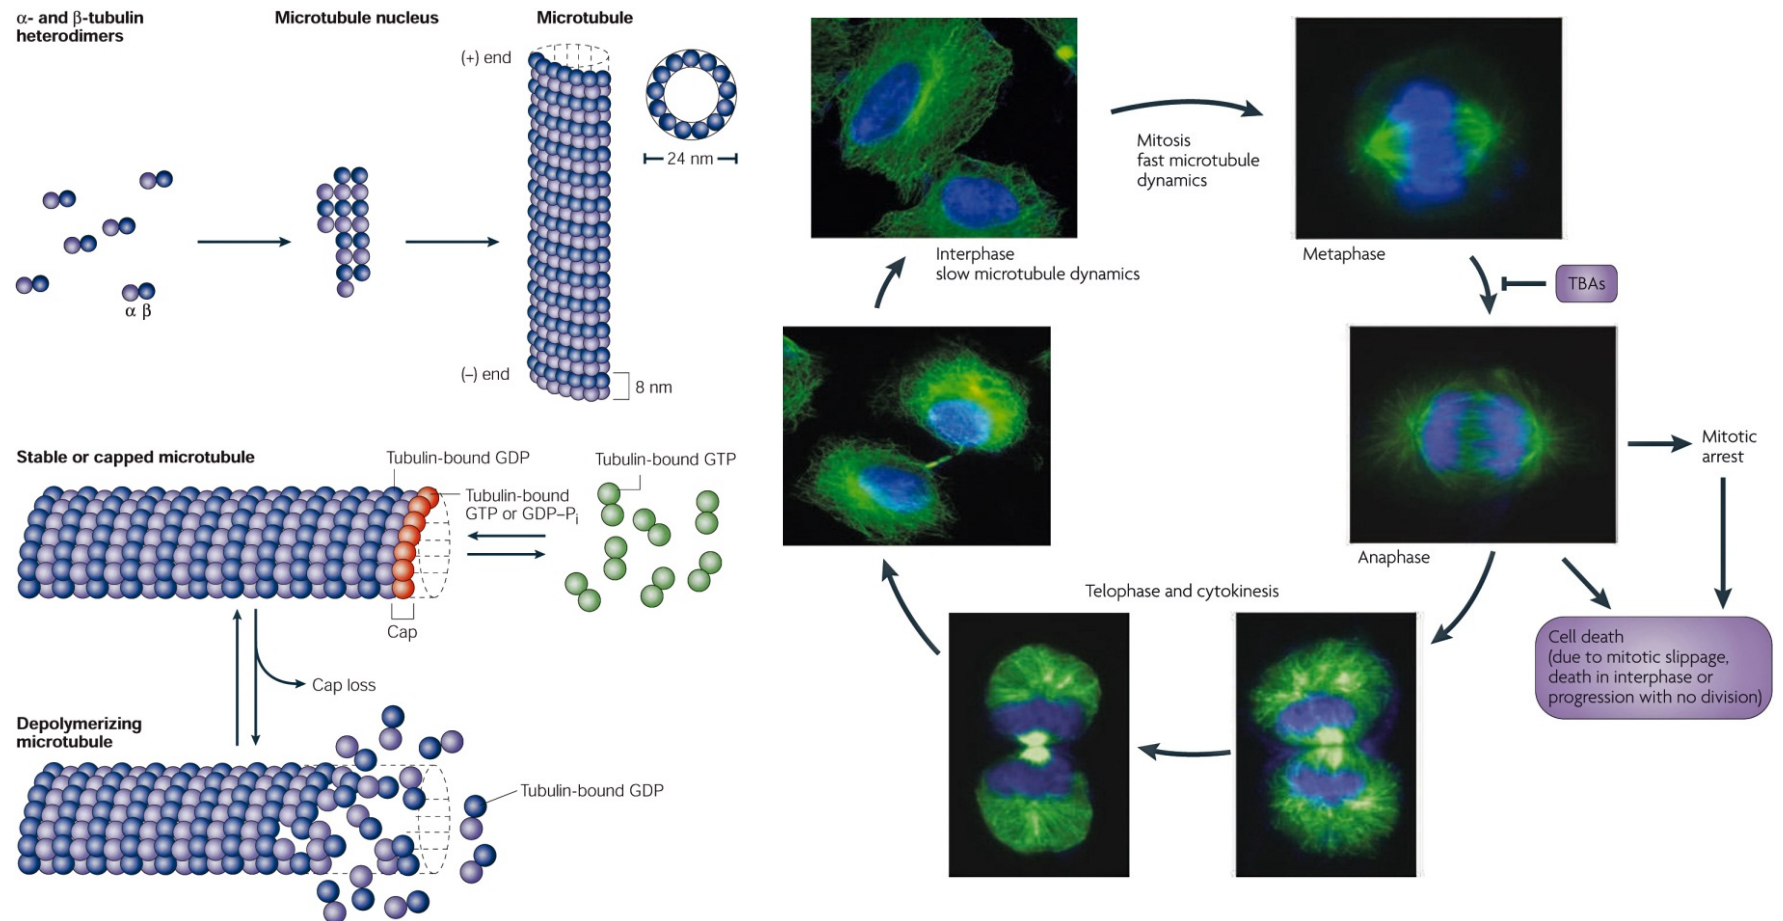 α- and β-tubulin
heterodimers
Microtubule nucleus
Microtubule
(+) end
24 nm
α β
(–) end
8 nm
Stable or capped microtubule
Tubulin-bound GDP
Tubulin-bound
GTP or GDP–Pi
Tubulin-bound GTP
Cap
Cap loss
Depolymerizing
microtubule
Tubulin-bound GDP
Interphase
slow microtubule dynamics
Mitosis
fast microtubule
dynamics
Metaphase
TBAs
Anaphase
Mitotic
arrest
Telophase and cytokinesis
Cell death
(due to mitotic slippage,
death in interphase or
progression with no division)